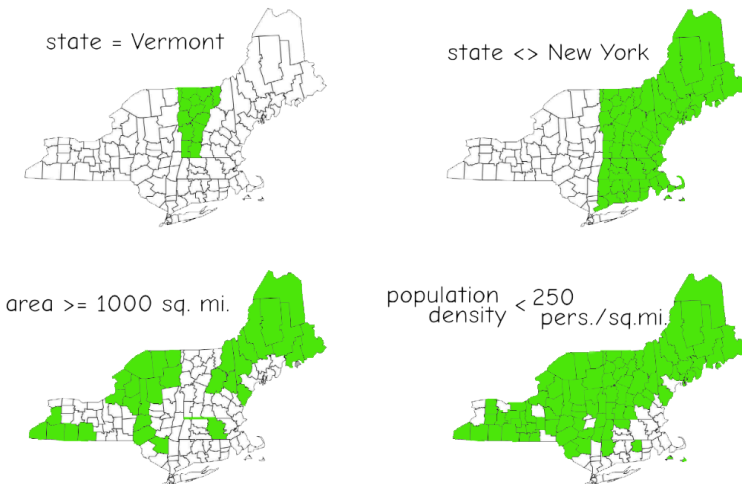 state = Vermont
state <> New York
area >= 1000 sq. mi.
population density < 250 pers./sq.mi.